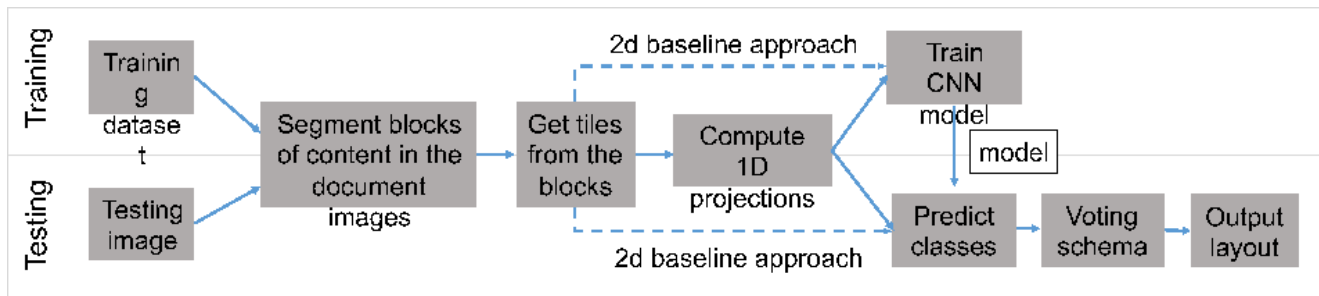 Training
Trainin
g
datase
t
Segment blocks
of content in the
document
images
Get tiles
from the
blocks
2d baseline approach
Compute
1D
projections
Train
CNN
model
model
Testing
Testing
image
2d baseline approach
Predict
classes
Voting
schema
Output
layout